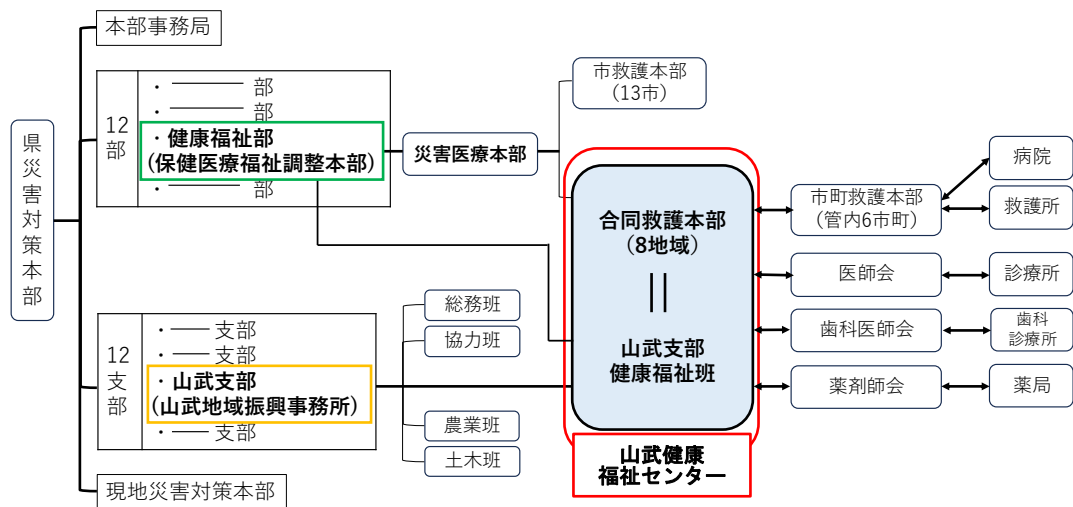 県災害対策本部
本部事務局
12部
・ ――― 部
・ ――― 部
・健康福祉部
(保健医療福祉調整本部)
・ ――― 部
災害医療本部
市救護本部
(13市)
合同救護本部
(8地域)
||
山武支部
健康福祉班
山武健康
福祉センター
市町救護本部
(管内6市町)
病院
救護所
医師会
診療所
歯科医師会
歯科
診療所
薬剤師会
薬局
12支部
・ ―― 支部
・ ―― 支部
・山武支部
(山武地域振興事務所)
・ ―― 支部
総務班
協力班
農業班
土木班
現地災害対策本部